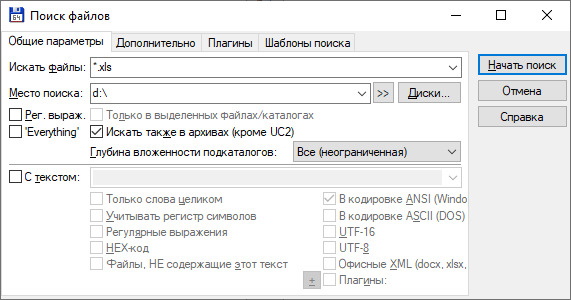 Поиск файлов
Общие параметры Дополнительно Плагины Шаблоны поиска
Искать файлы: *.xls Начать поиск
Место поиска: d:\ >> Диски... Отмена
Рег. выраж. Только в выделенных файлах/каталогах Справка
'Everything' Искать также в архивах (кроме UC2)
Глубина вложенности подкаталогов: Все (неограниченная)
С текстом:
Только слова целиком В кодировке ANSI (Windo
Учитывать регистр символов В кодировке ASCII (DOS)
Регулярные выражения UTF-16
HEX-код UTF-8
Файлы, НЕ содержащие этот текст Офисные XML (docx, xlsx,
± Плагины: